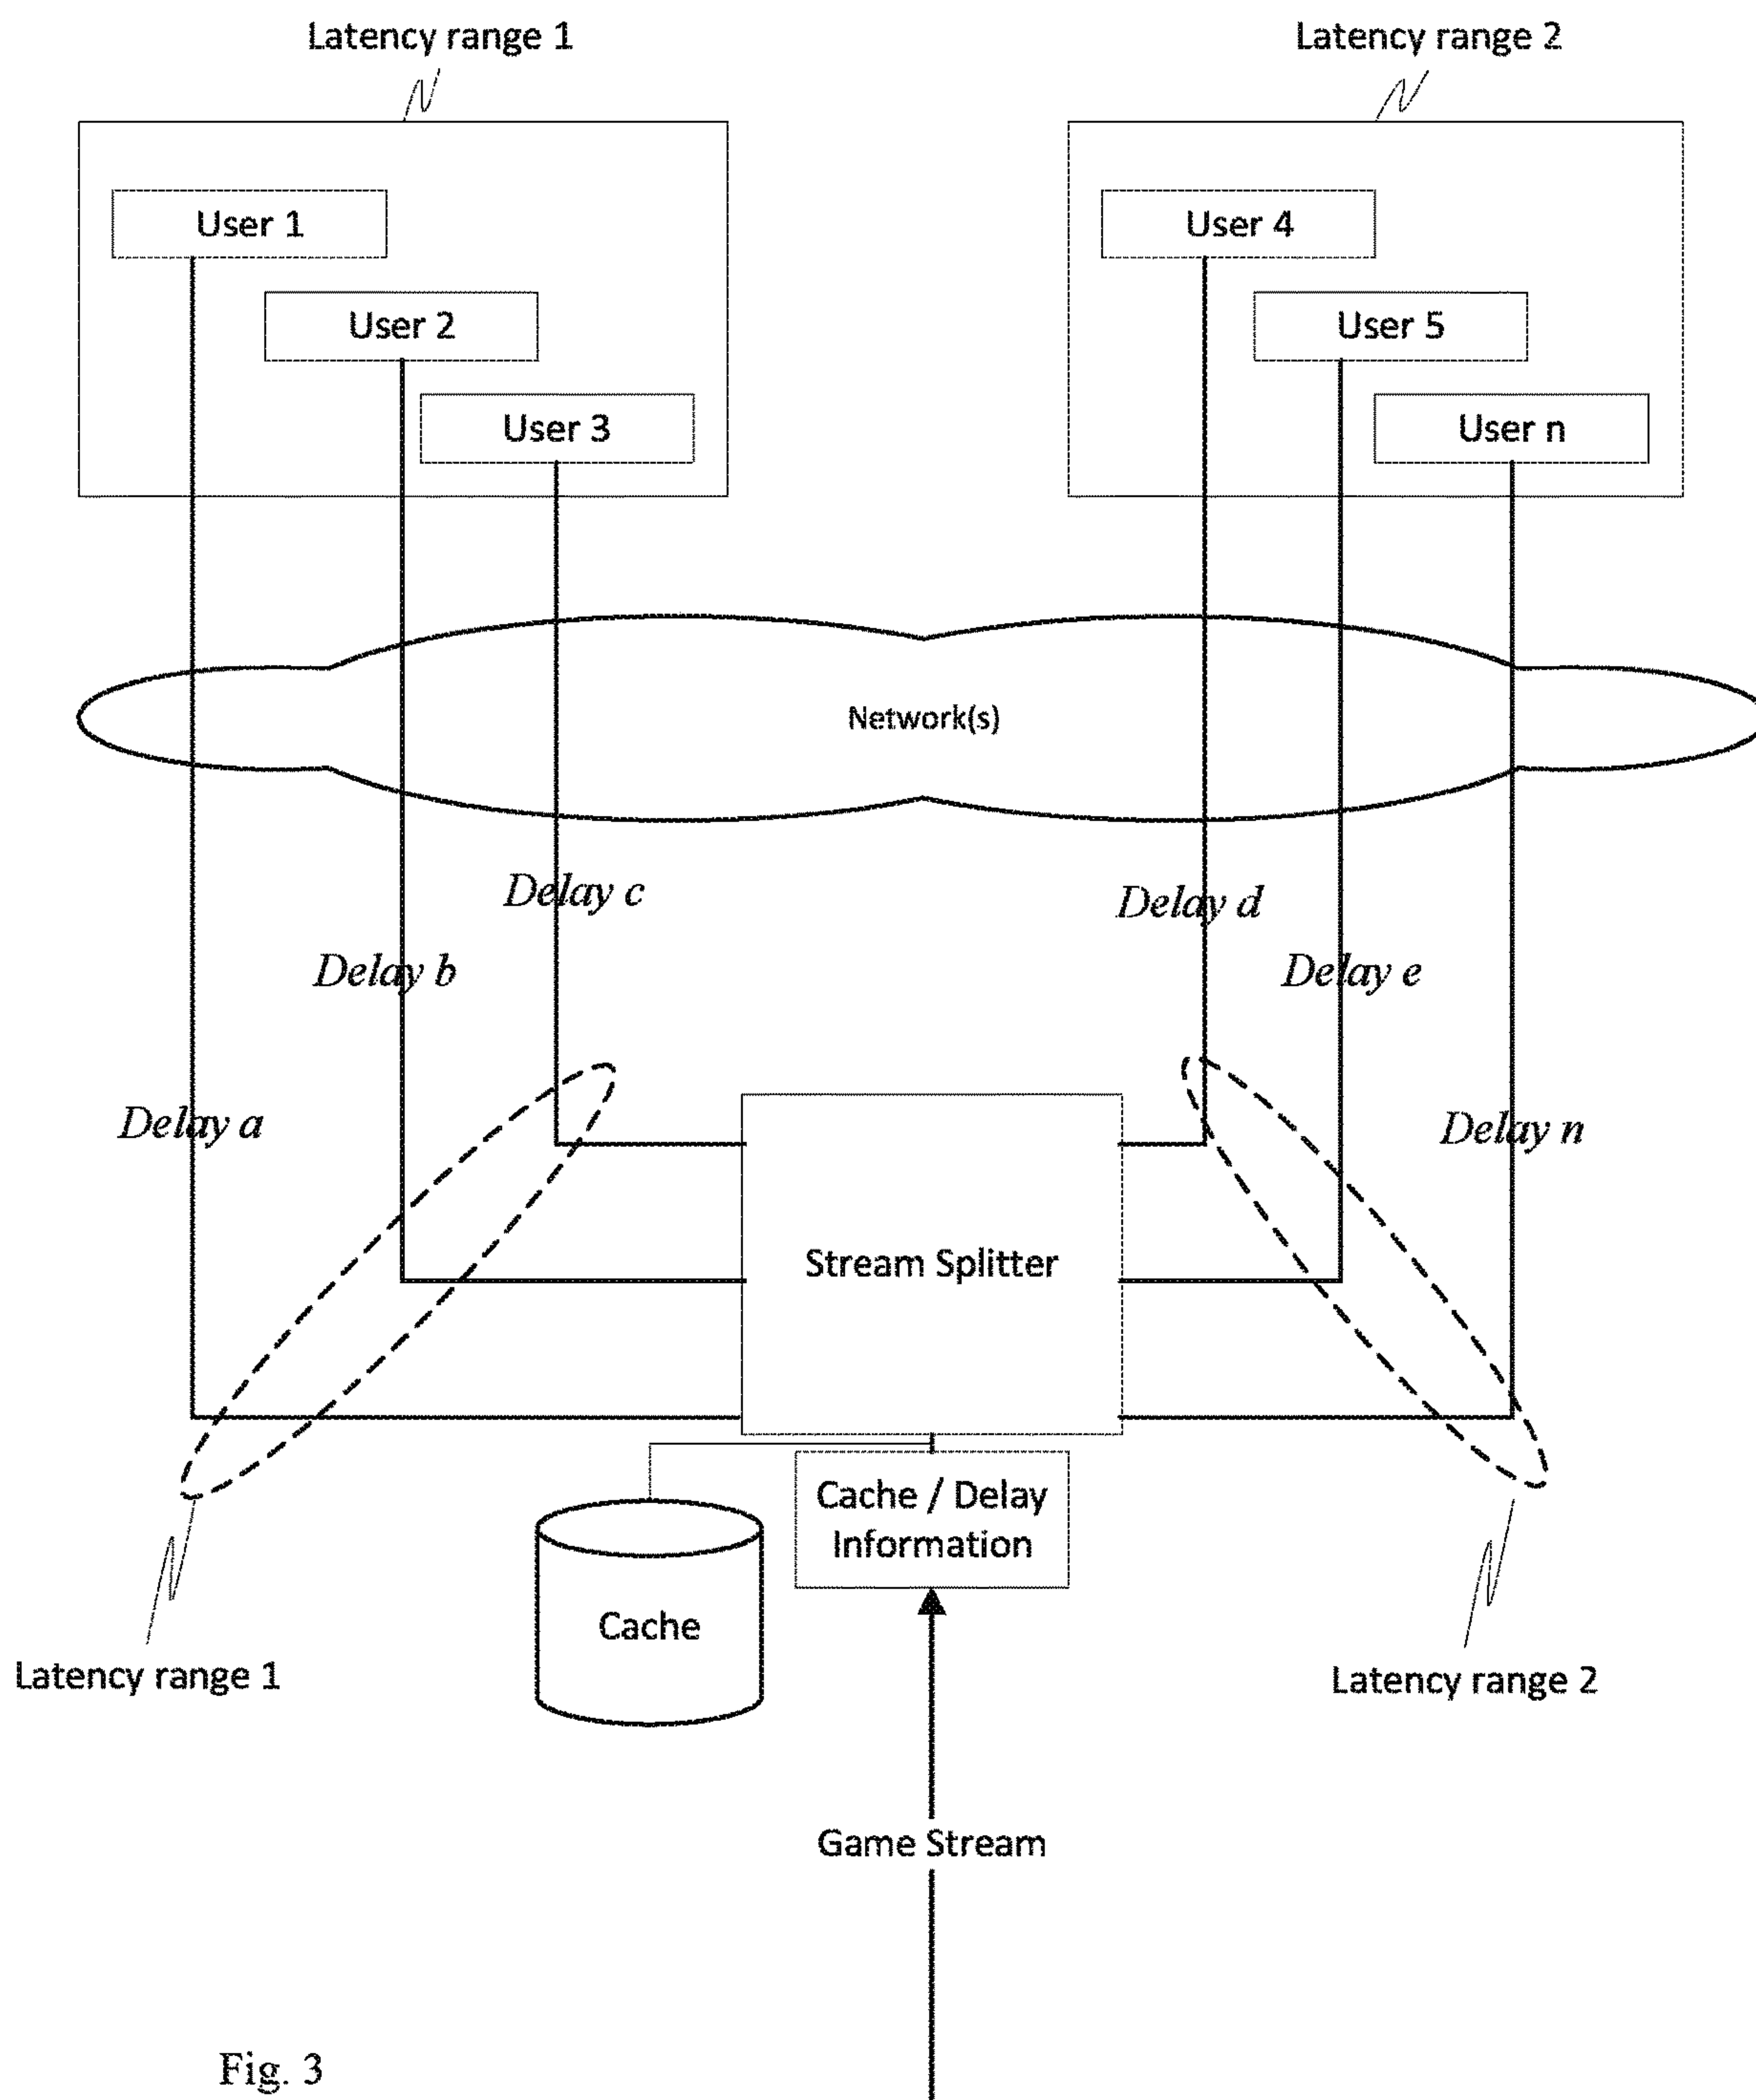 Latency range 1
Latency range 2
User 1
User 4
User 2
User 5
User 3
User n
Network(s)
Delay c
Delay d
Delay b
Delay e
Delay a
Delay n
Stream Splitter
Cache / Delay
Information
Cache
Latency range 1
Latency range 2
Game Stream
Fig. 3